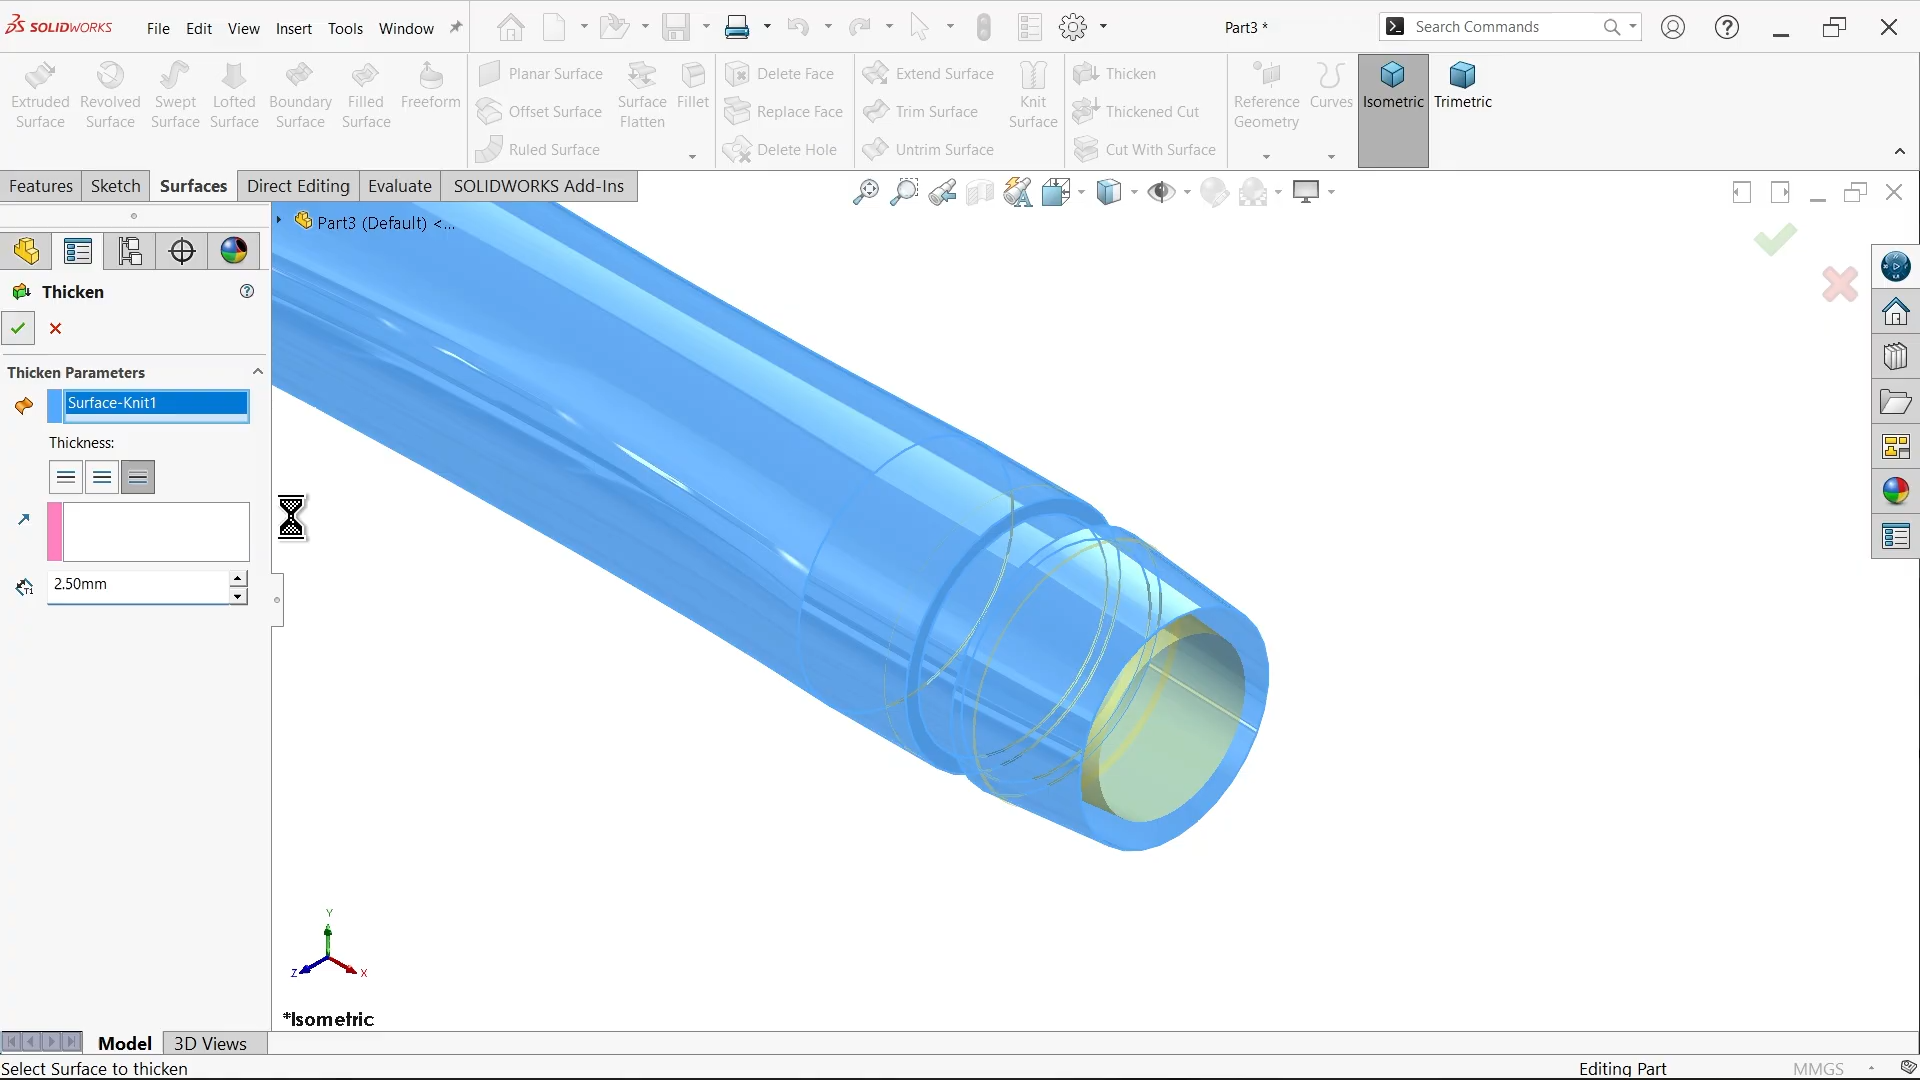 SOLIDWORKS File Edit View Insert Tools Window Part3 * Search Commands
Extruded Surface
Revolved Surface
Swept Surface
Lofted Surface
Boundary Surface
Filled Surface
Freeform
Planar Surface
Offset Surface
Ruled Surface
Surface Flatten
Fillet
Delete Face
Replace Face
Delete Hole
Extend Surface
Trim Surface
Untrim Surface
Knit Surface
Thicken
Thickened Cut
Cut With Surface
Reference Geometry
Curves
Isometric
Trimetric
Features Sketch Surfaces Direct Editing Evaluate SOLIDWORKS Add-Ins
Part3 (Default) <...
Thicken
Thicken Parameters
Surface-Knit1
Thickness:
2.50mm
Y
Z
X
*Isometric
Model 3D Views
Select Surface to thicken Editing Part MMGS